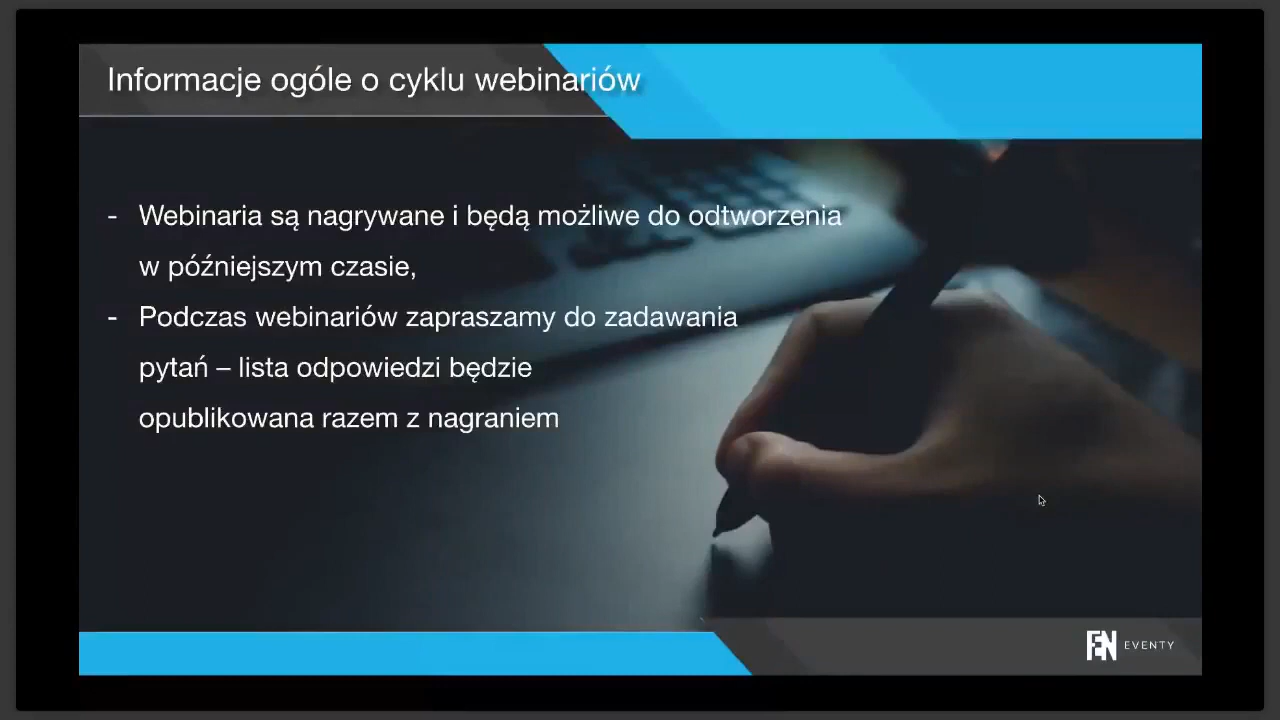 Informacje ogóle o cyklu webinariów
- Webinaria są nagrywane i będą możliwe do odtworzenia
w późniejszym czasie,
- Podczas webinariów zapraszamy do zadawania
pytań – lista odpowiedzi będzie
opublikowana razem z nagraniem
FEN EVENTY